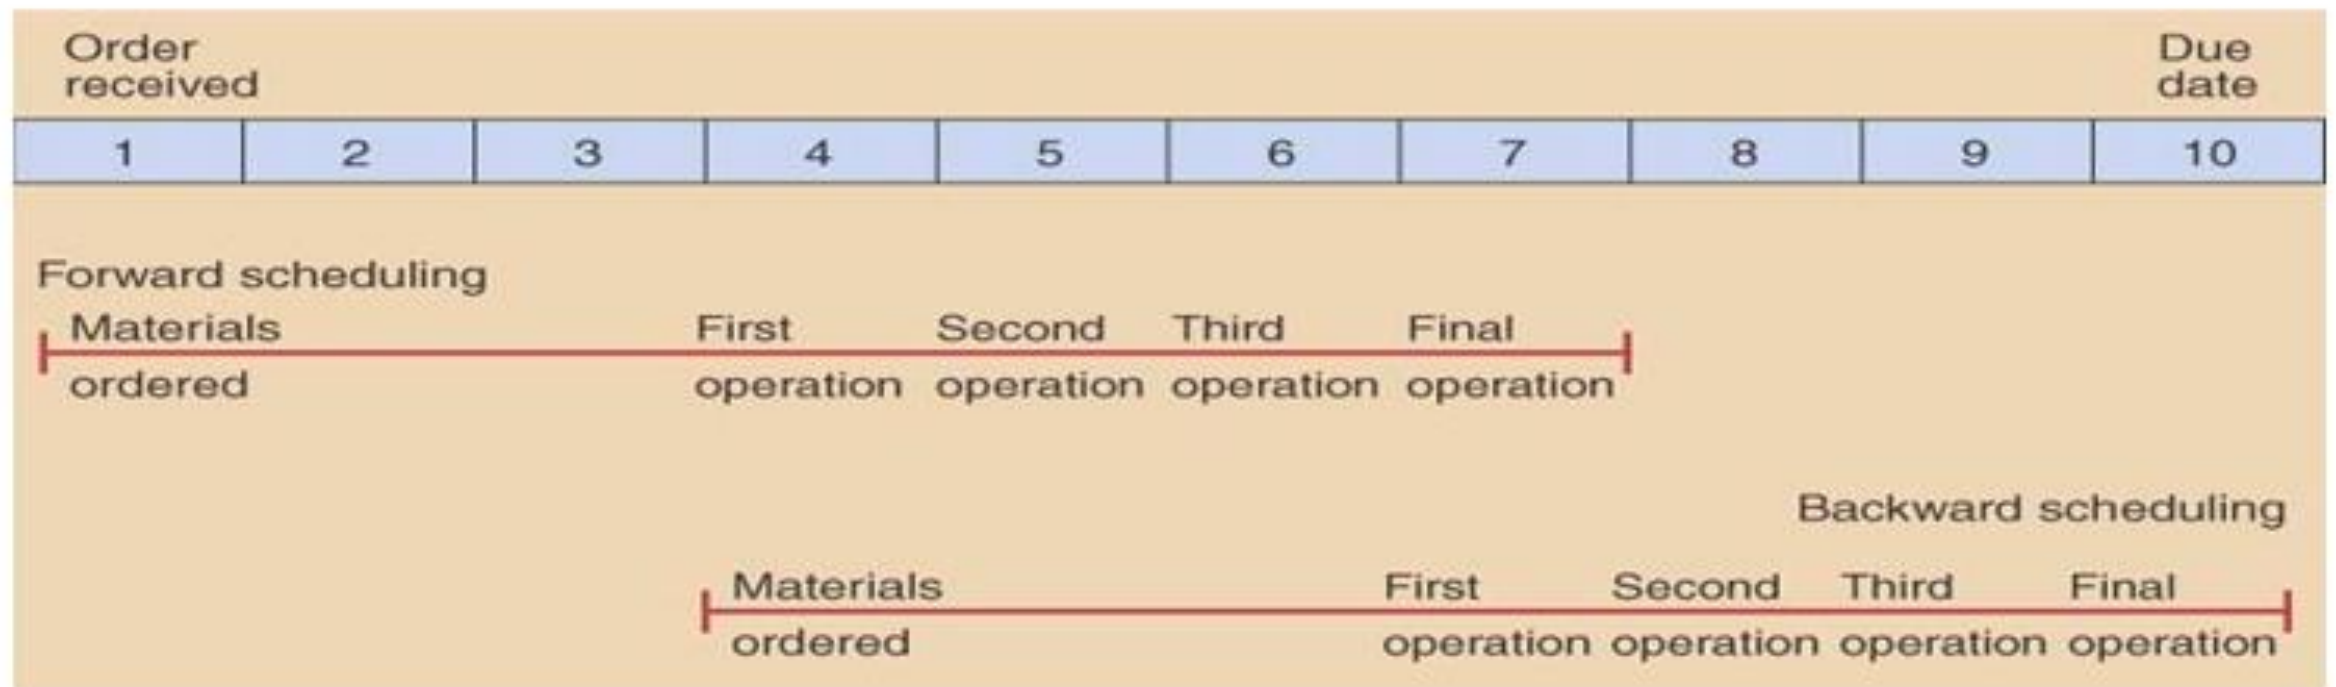 Order
received
Due
date
1 2 3 4 5 6 7 8 9 10
Forward scheduling
Materials First Second Third Final
ordered operation operation operation operation
Backward scheduling
Materials First Second Third Final
ordered operation operation operation operation